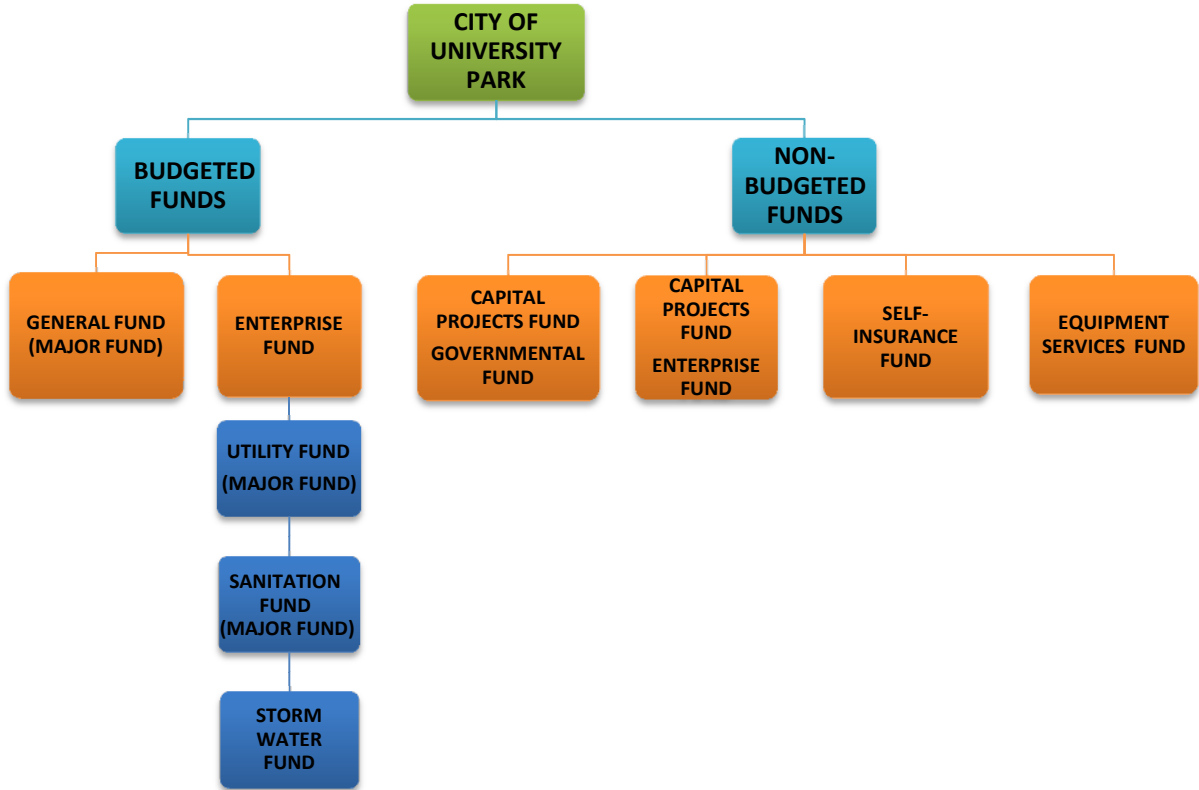 CITY OF
UNIVERSITY
PARK
BUDGETED
FUNDS
NON-
BUDGETED
FUNDS
GENERAL FUND
(MAJOR FUND)
ENTERPRISE
FUND
CAPITAL
PROJECTS FUND
GOVERNMENTAL
FUND
CAPITAL
PROJECTS
FUND
ENTERPRISE
FUND
SELF-
INSURANCE
FUND
EQUIPMENT
SERVICES FUND
UTILITY FUND
(MAJOR FUND)
SANITATION
FUND
(MAJOR FUND)
STORM
WATER
FUND